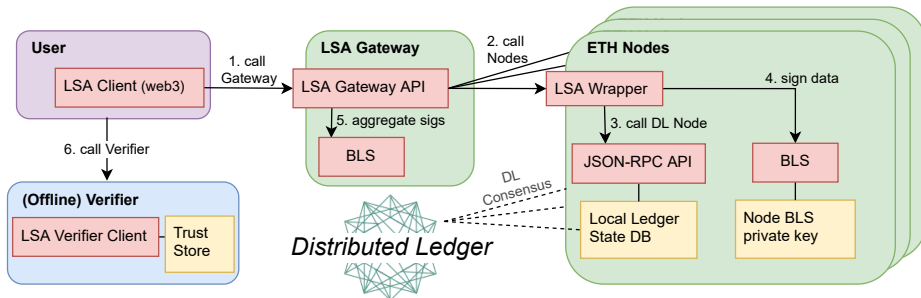 User
LSA Client (web3)
1. call
Gateway
LSA Gateway
LSA Gateway API
5. aggregate sigs
BLS
2. call
Nodes
ETH Nodes
LSA Wrapper
4. sign data
3. call DL Node
JSON-RPC API
BLS
Local Ledger
State DB
Node BLS
private key
6. call Verifier
(Offline) Verifier
LSA Verifier Client
Trust
Store
DL
Consensus
Distributed Ledger